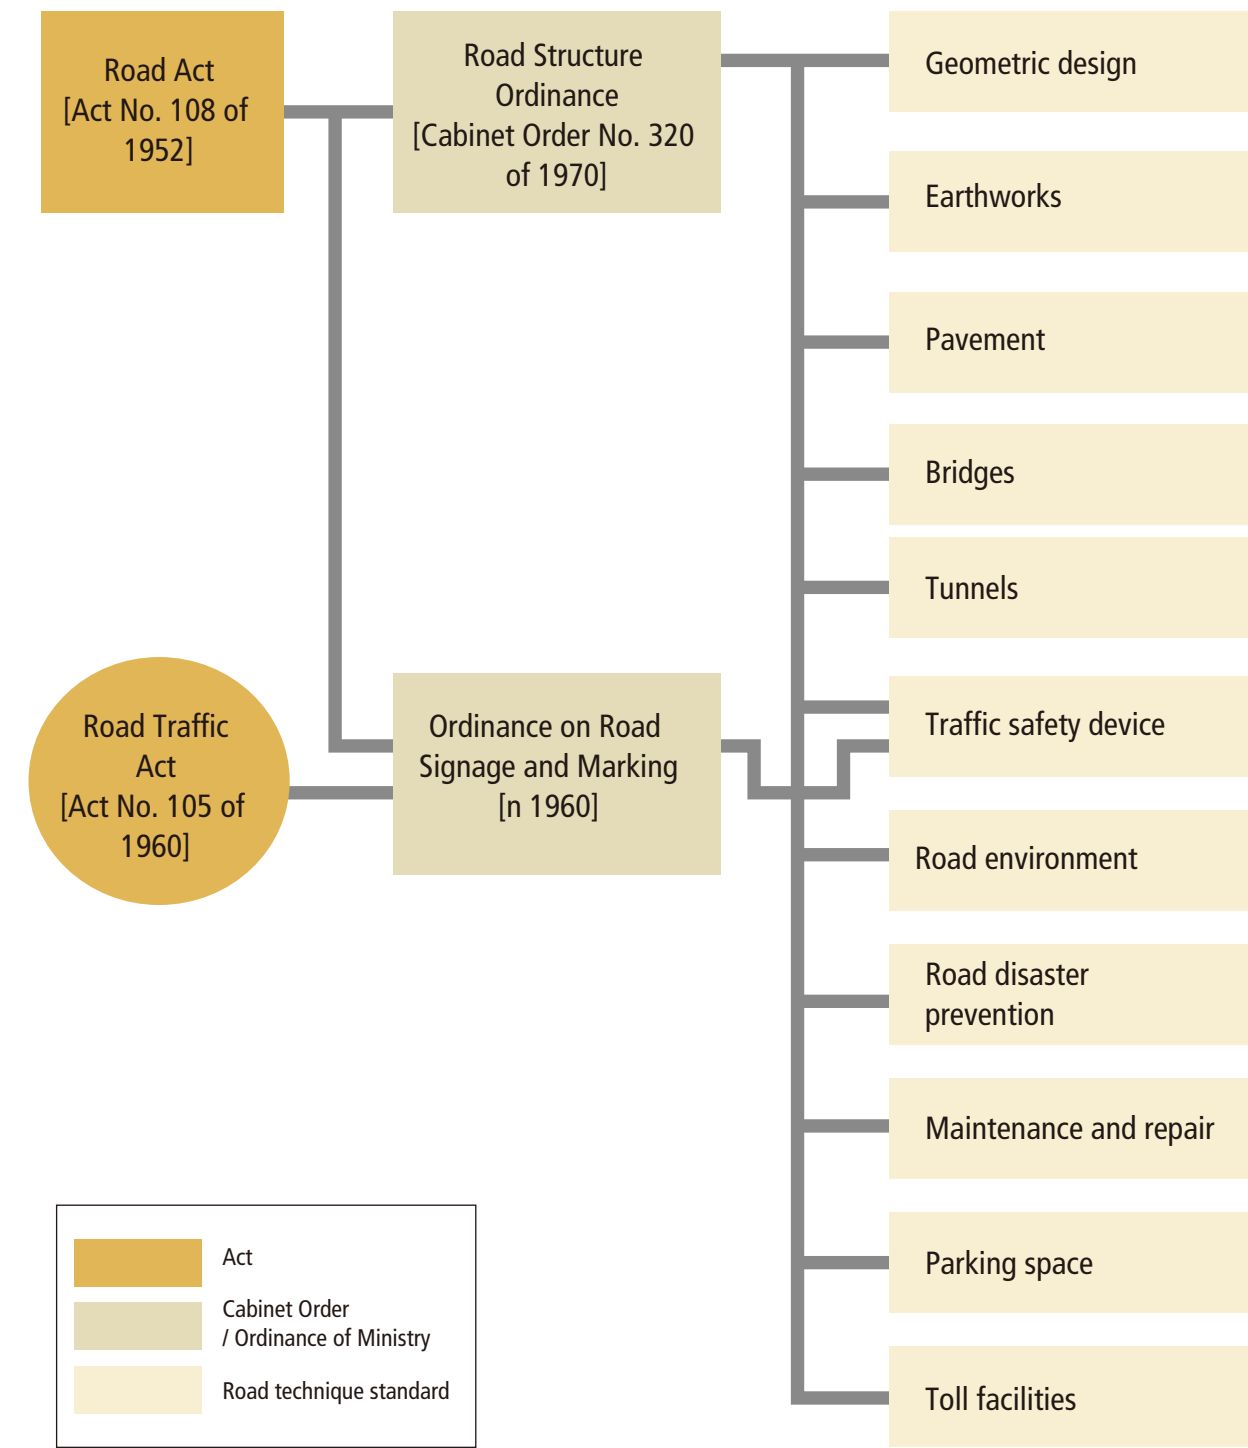 Road Act
[Act No. 108 of
1952]
Road Structure
Ordinance
[Cabinet Order No. 320
of 1970]
Geometric design
Earthworks
Pavement
Bridges
Tunnels
Road Traffic
Act
[Act No. 105 of
1960]
Ordinance on Road
Signage and Marking
[n 1960]
Traffic safety device
Road environment
Road disaster
prevention
Maintenance and repair
Parking space
Toll facilities
Act
Cabinet Order
/ Ordinance of Ministry
Road technique standard